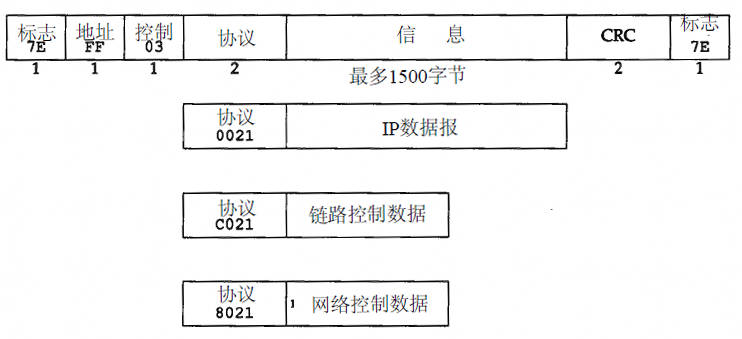 标志 地址 控制 协议 信 息 CRC 标志
7E FF 03 7E
1 1 1 2 最多1500字节 2 1
协议 IP数据报
0021
协议 链路控制数据
C021
协议 网络控制数据
8021